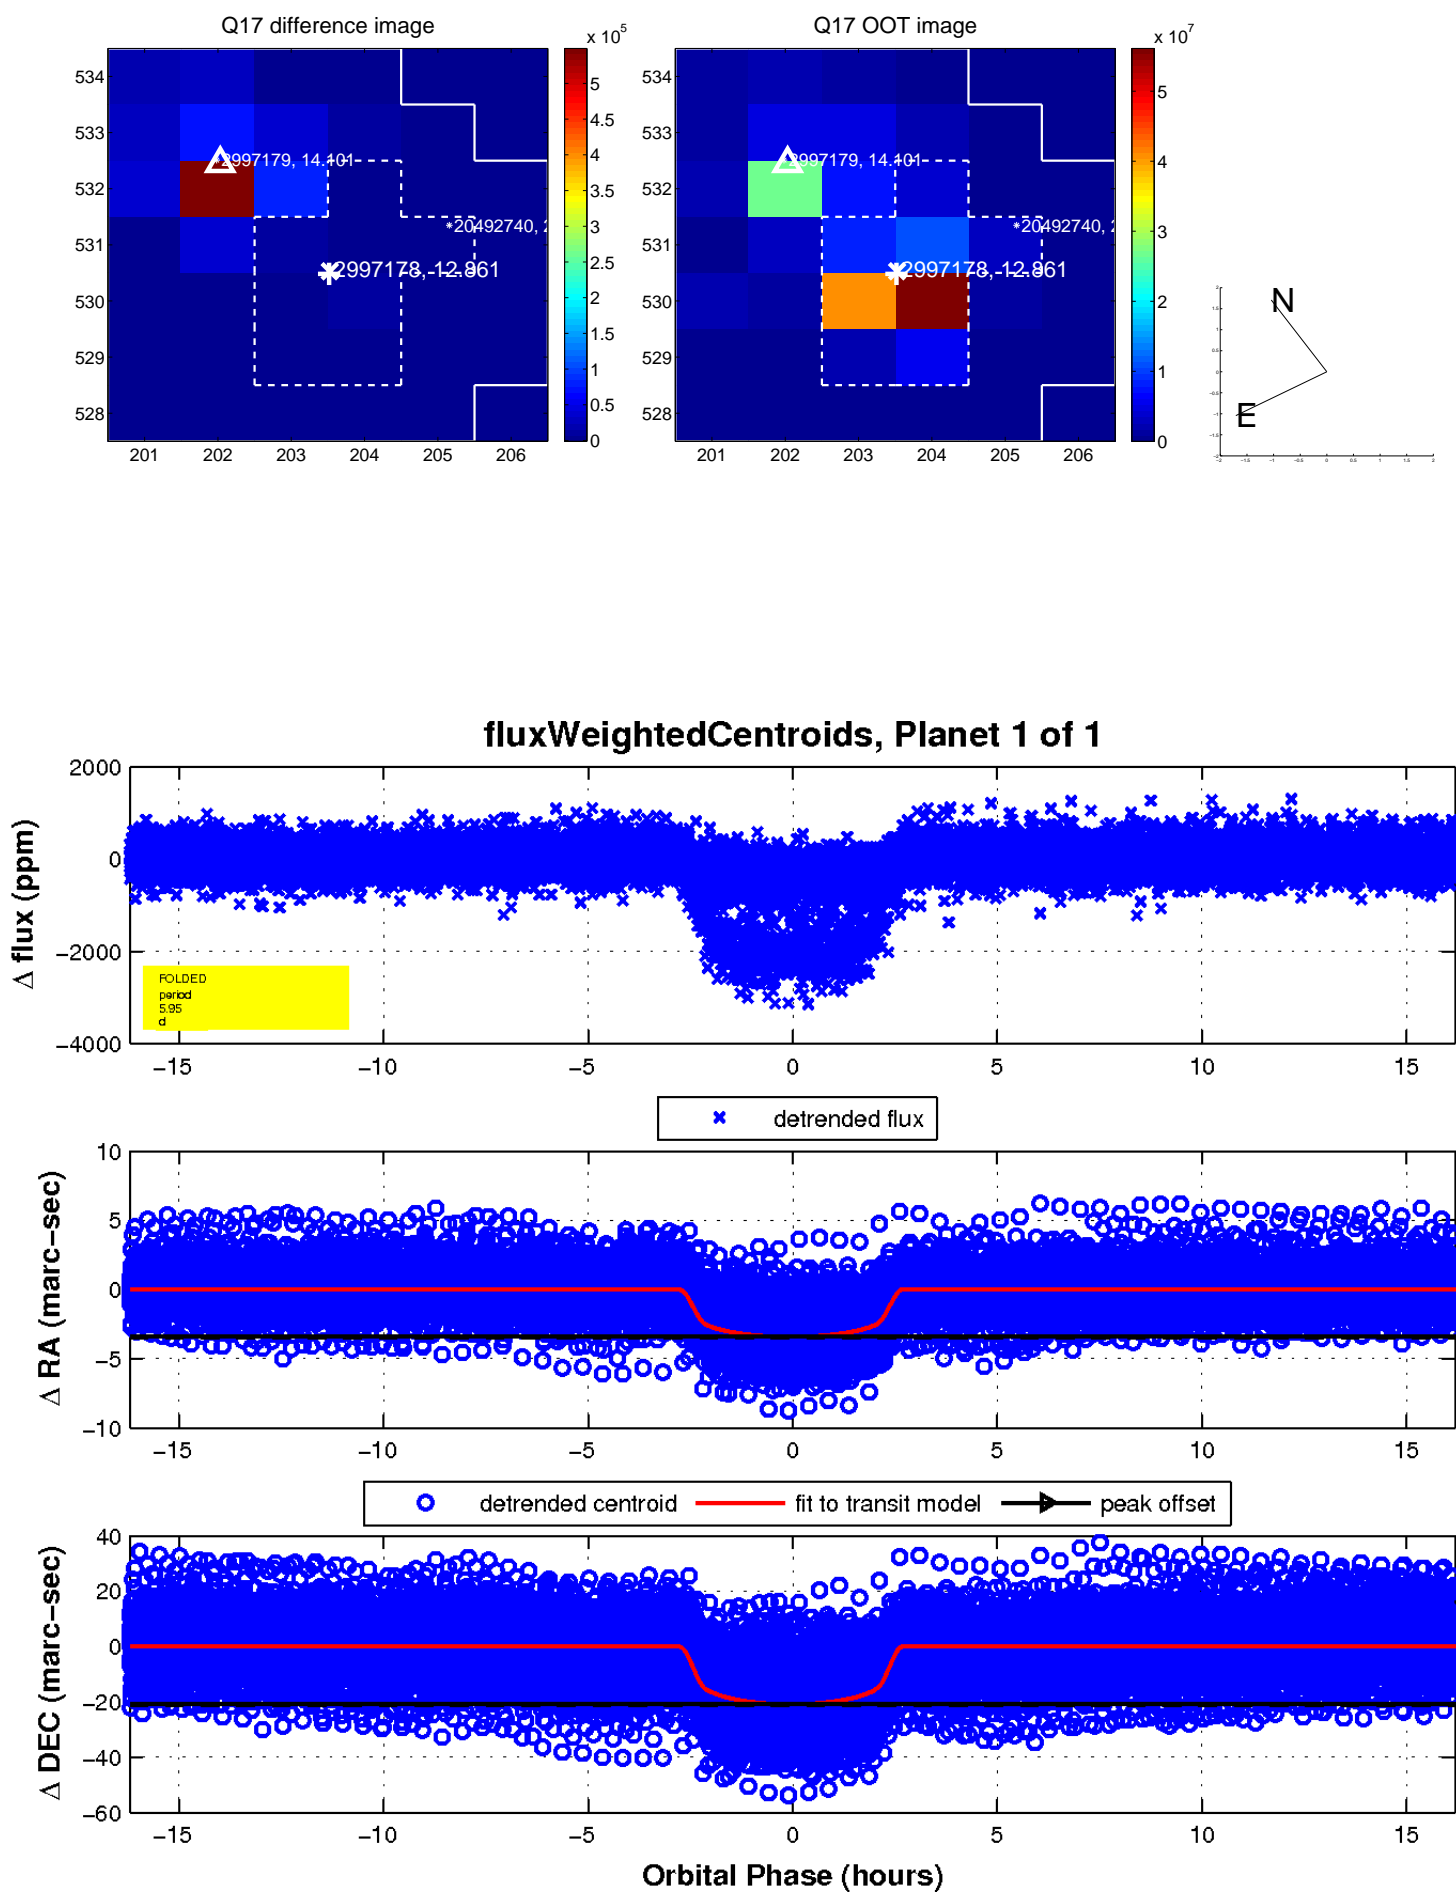 Q17 difference image
Q17 OOT image
x 10^5
x 10^7
534
533
532
531
530
529
528
201 202 203 204 205 206
5
4.5
4
3.5
3
2.5
2
1.5
1
0.5
0
2997179, 14.101
*20492740, 2
2997178, 12.861
534
533
532
531
530
529
528
201 202 203 204 205 206
5
4
3
2
1
0
2997179, 14.101
*20492740, 2
2997178, 12.861
N
E
fluxWeightedCentroids, Planet 1 of 1
Δ flux (ppm)
2000
0
−2000
−4000
FOLDED
period
5.95
d
−15 −10 −5 0 5 10 15
detrended flux
Δ RA (marc−sec)
10
5
0
−5
−10
−15 −10 −5 0 5 10 15
detrended centroid fit to transit model peak offset
Δ DEC (marc−sec)
40
20
0
−20
−40
−60
−15 −10 −5 0 5 10 15
Orbital Phase (hours)